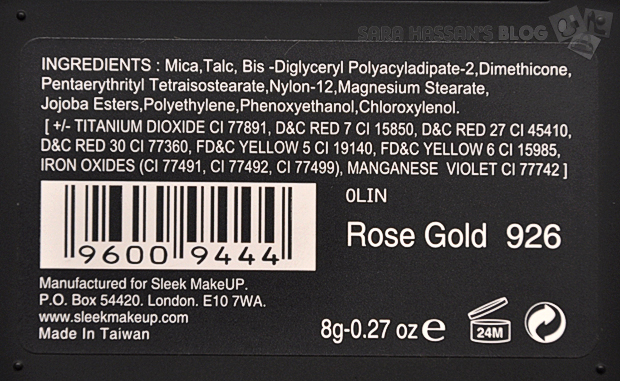 SARA HASSAN'S BLOG
INGREDIENTS : Mica,Talc, Bis -Diglyceryl Polyacyladipate-2,Dimethicone,
Pentaerythrityl Tetraisostearate,Nylon-12,Magnesium Stearate,
Jojoba Esters,Polyethylene,Phenoxyethanol,Chloroxylenol.
[ +/- TITANIUM DIOXIDE CI 77891, D&C RED 7 CI 15850, D&C RED 27 CI 45410,
D&C RED 30 CI 77360, FD&C YELLOW 5 CI 19140, FD&C YELLOW 6 CI 15985,
IRON OXIDES (CI 77491, CI 77492, CI 77499), MANGANESE VIOLET CI 77742 ]
0LIN
Rose Gold 926
9600 9444
Manufactured for Sleek MakeUP.
P.O. Box 54420. London. E10 7WA.
www.sleekmakeup.com
Made In Taiwan
8g-0.27 oz e
24M